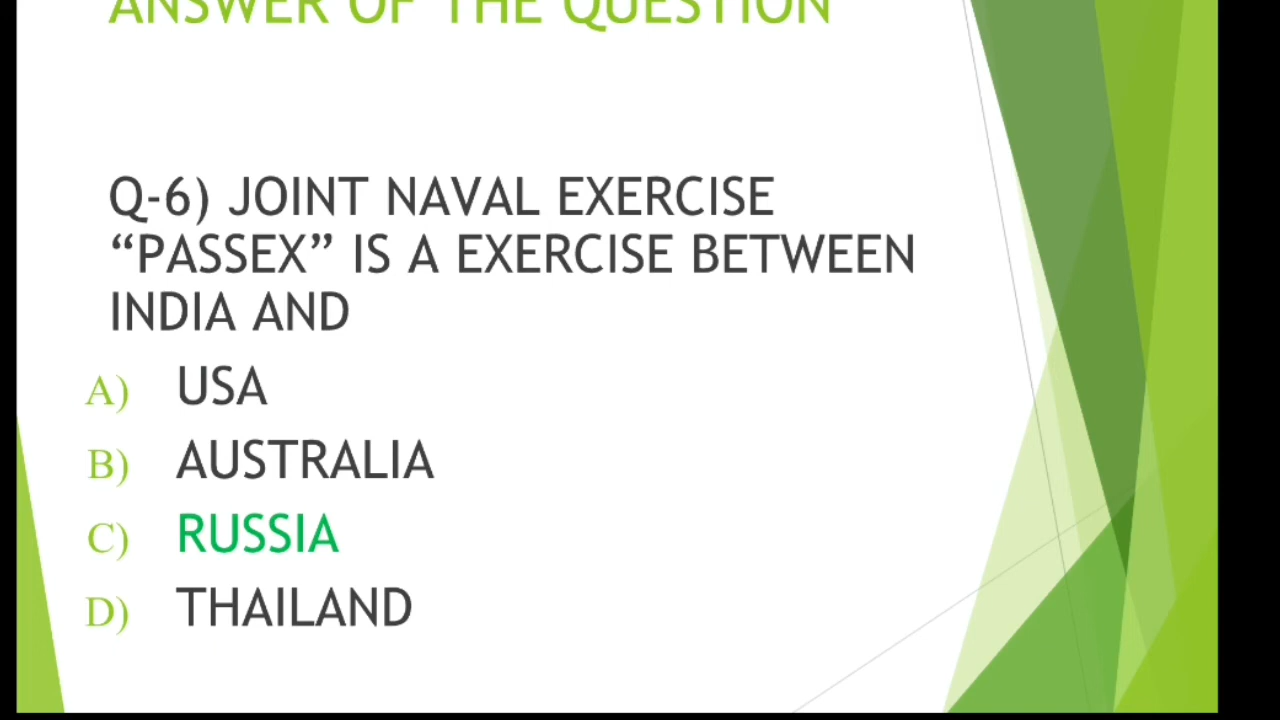 ANSWER OF THE QUESTION
Q-6) JOINT NAVAL EXERCISE
“PASSEX” IS A EXERCISE BETWEEN
INDIA AND
A) USA
B) AUSTRALIA
C) RUSSIA
D) THAILAND